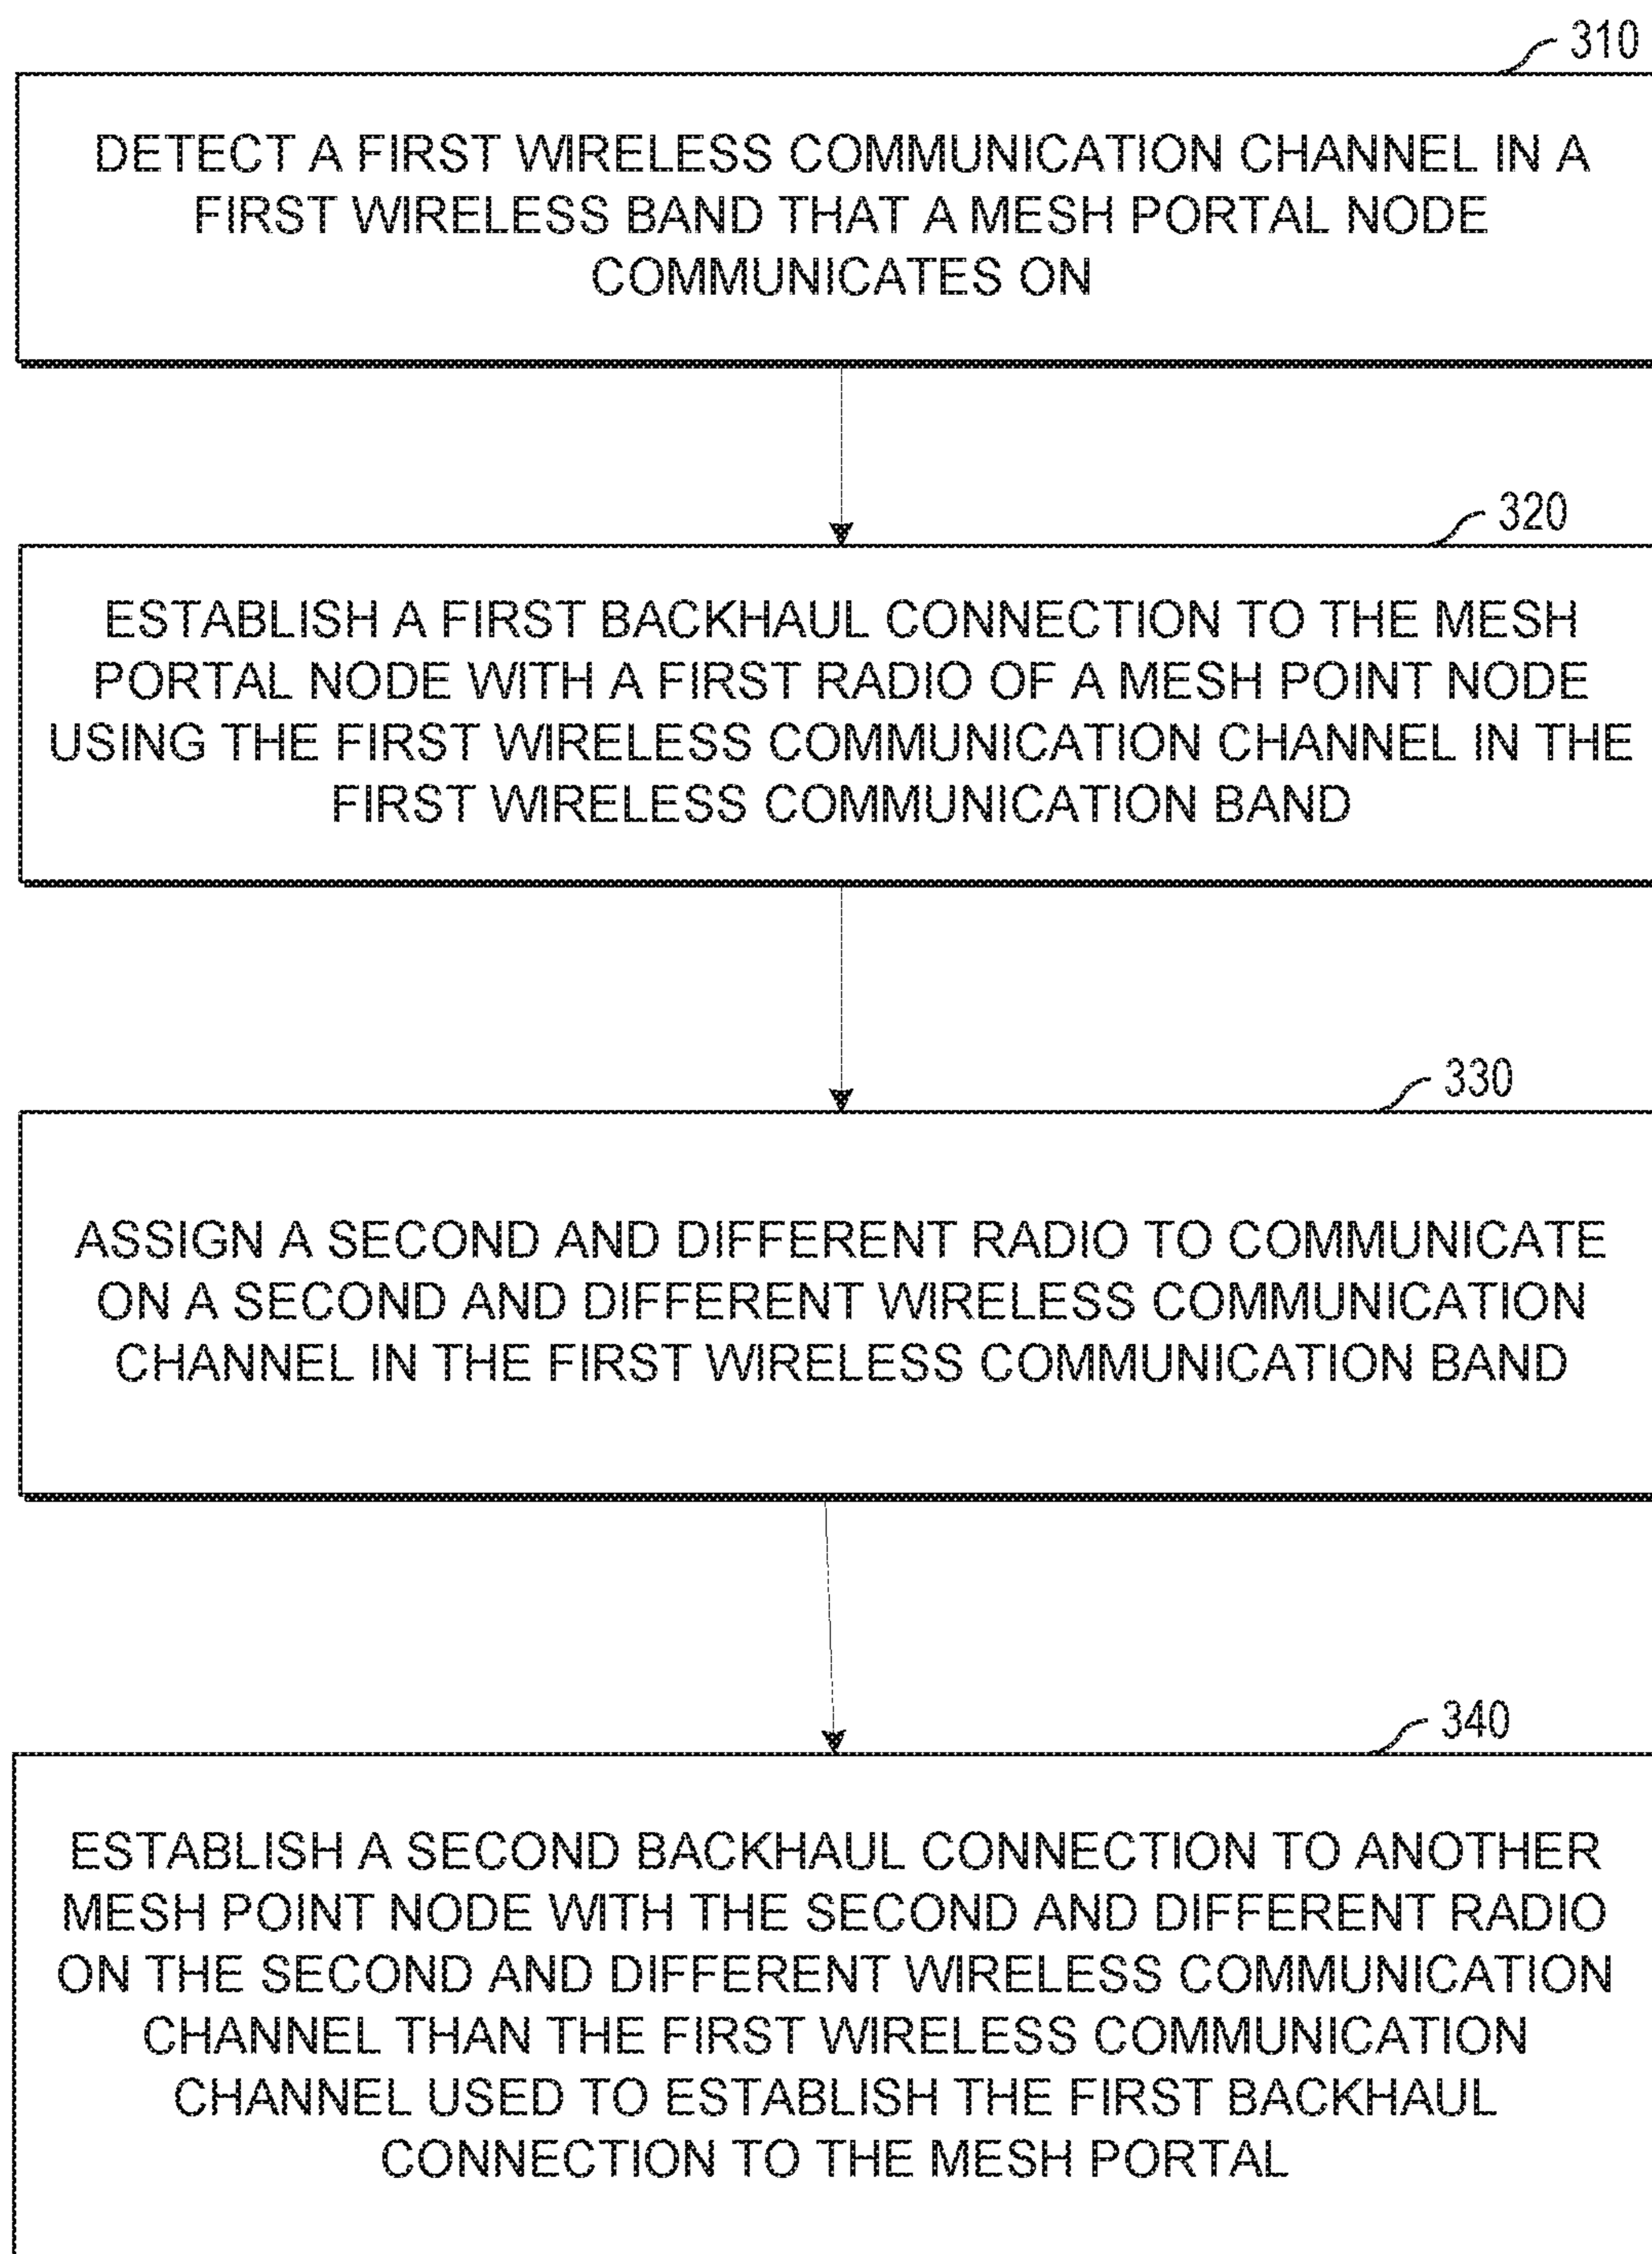 310
DETECT A FIRST WIRELESS COMMUNICATION CHANNEL IN A
FIRST WIRELESS BAND THAT A MESH PORTAL NODE
COMMUNICATES ON
320
ESTABLISH A FIRST BACKHAUL CONNECTION TO THE MESH
PORTAL NODE WITH A FIRST RADIO OF A MESH POINT NODE
USING THE FIRST WIRELESS COMMUNICATION CHANNEL IN THE
FIRST WIRELESS COMMUNICATION BAND
330
ASSIGN A SECOND AND DIFFERENT RADIO TO COMMUNICATE
ON A SECOND AND DIFFERENT WIRELESS COMMUNICATION
CHANNEL IN THE FIRST WIRELESS COMMUNICATION BAND
340
ESTABLISH A SECOND BACKHAUL CONNECTION TO ANOTHER
MESH POINT NODE WITH THE SECOND AND DIFFERENT RADIO
ON THE SECOND AND DIFFERENT WIRELESS COMMUNICATION
CHANNEL THAN THE FIRST WIRELESS COMMUNICATION
CHANNEL USED TO ESTABLISH THE FIRST BACKHAUL
CONNECTION TO THE MESH PORTAL